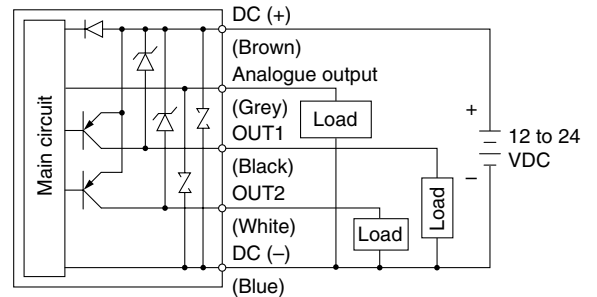 DC (+)
(Brown)
Analogue output
(Grey)
OUT1
(Black)
OUT2
(White)
DC (–)
(Blue)
Main circuit
Load
Load
Load
+
12 to 24
VDC
–